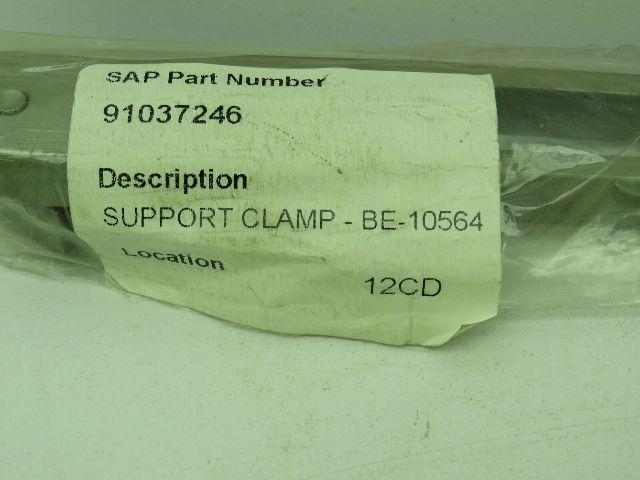 SAP Part Number
91037246
Description
SUPPORT CLAMP - BE-10564
Location
12CD